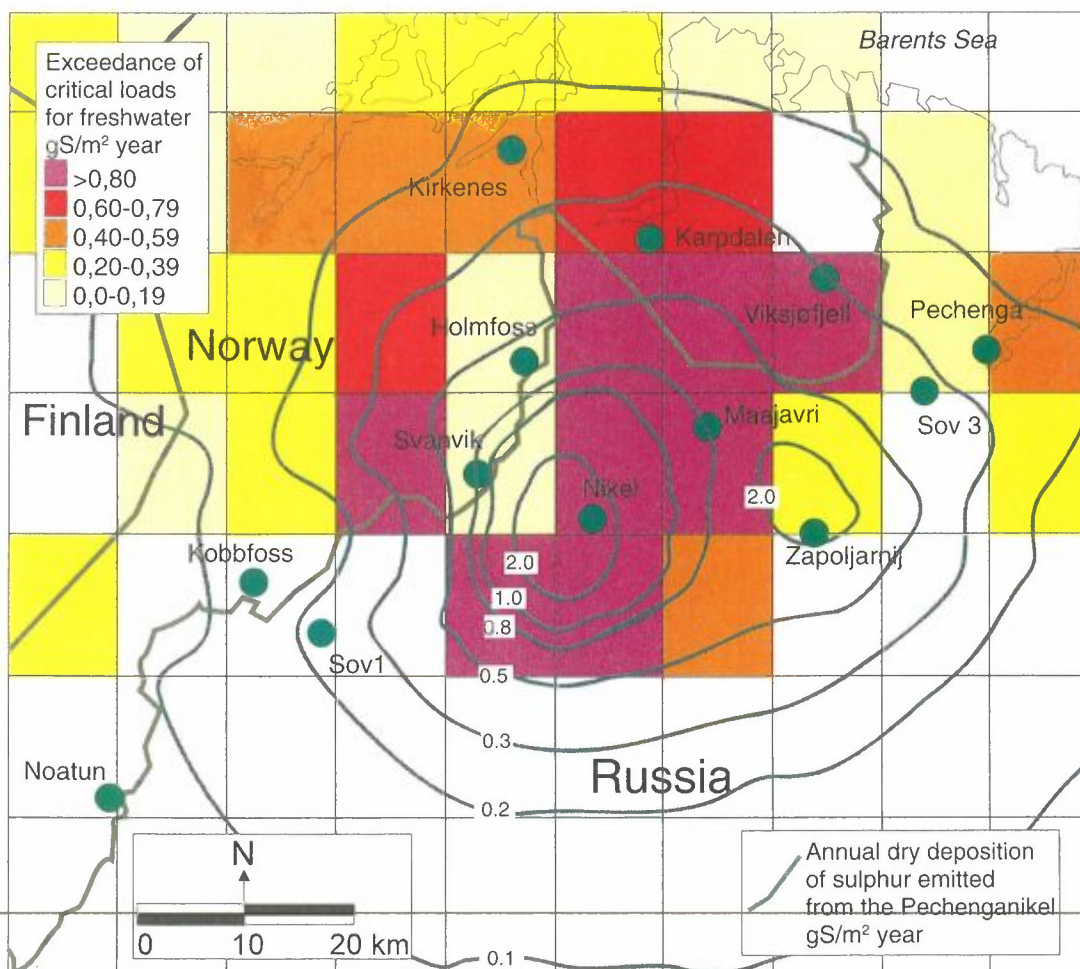 Barents Sea
Exceedance of
critical loads
for freshwater
gS/m² year
>0,80
0,60-0,79
0,40-0,59
0,20-0,39
0,0-0,19
Kirkenes
Karpdalen
Viksjøfjell
Pechenga
Holmfoss
Norway
Finland
Svanvik
Maajavri
Sov 3
Nikel
2.0
Zapoljarnij
Kobbfoss
2.0
1.0
0.8
Sov1
0.5
0.3
Russia
Noatun
0.2
N
0 10 20 km
Annual dry deposition
of sulphur emitted
from the Pechenganikel
gS/m² year
0.1